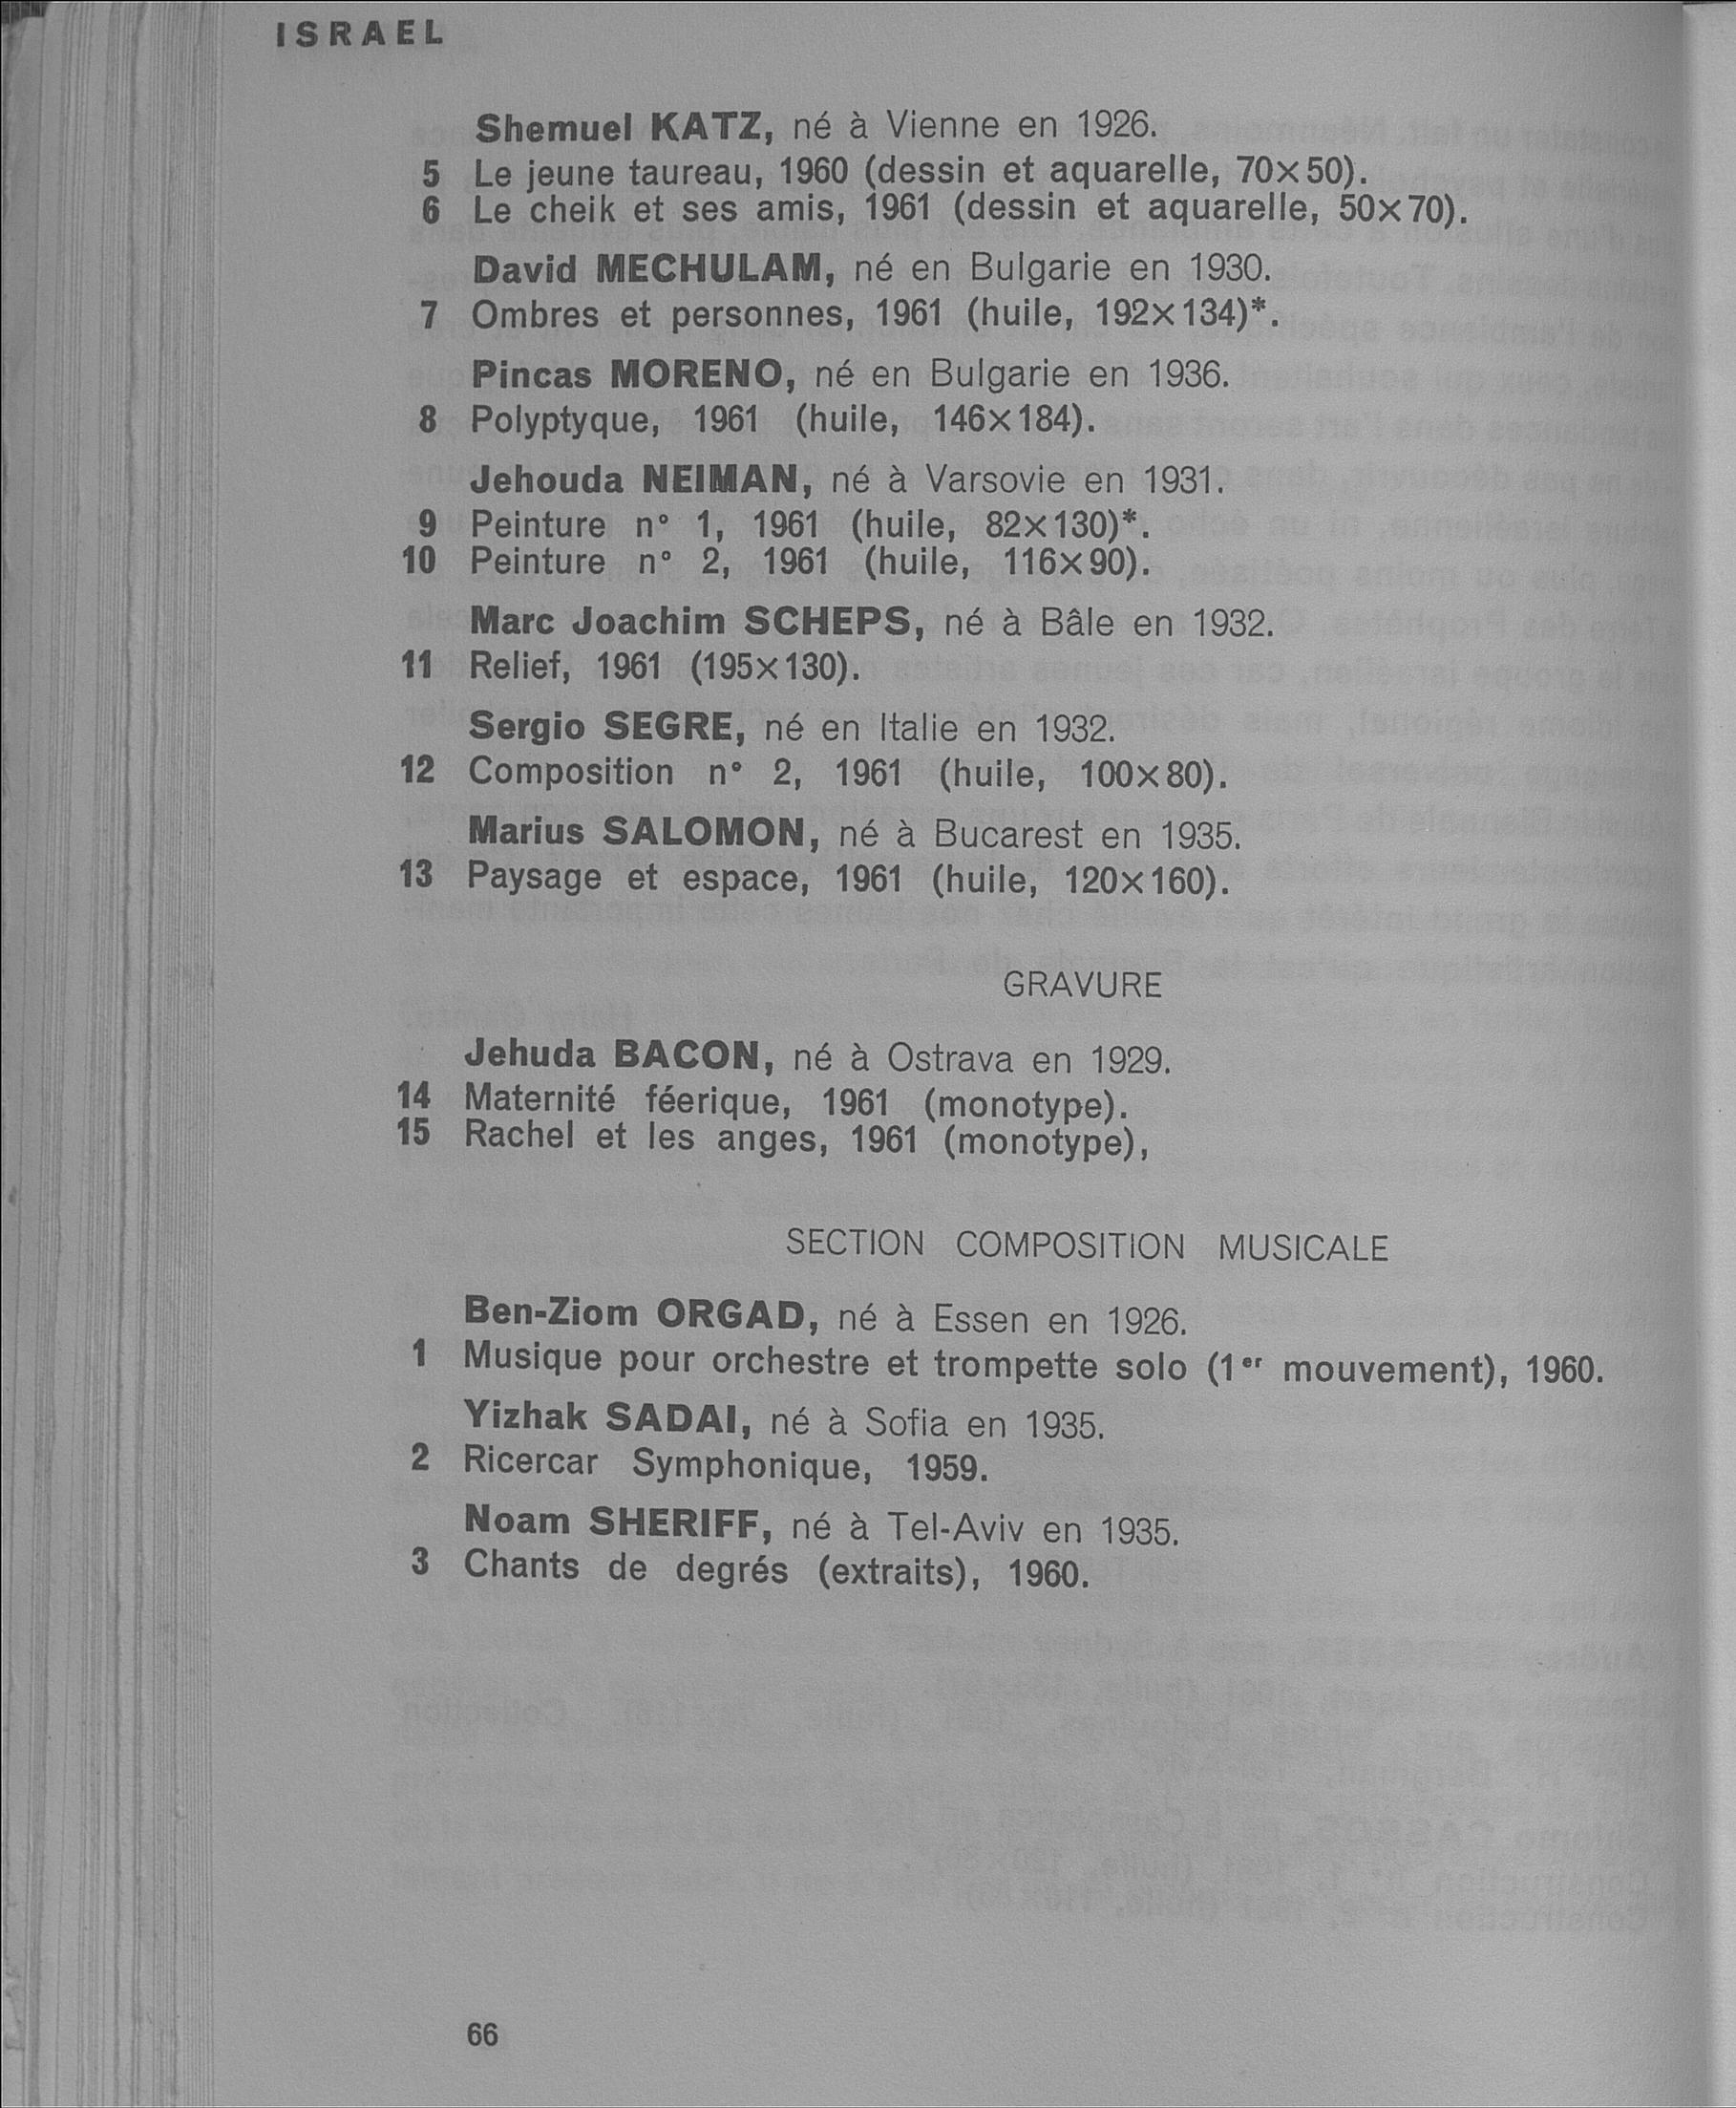 ISRAEL
Shemuel KATZ, né à Vienne en 1926.
5 Le jeune taureau, 1960 (dessin et aquarelle, 70×50).
6 Le cheik et ses amis, 1961 (dessin et aquarelle, 50×70).
David MECHULAM, né en Bulgarie en 1930.
7 Ombres et personnes, 1961 (huile, 192×134)*.
Pincas MORENO, né en Bulgarie en 1936.
8 Polyptyque, 1961 (huile, 146×184).
Jehouda NEIMAN, né à Varsovie en 1931.
9 Peinture n° 1, 1961 (huile, 82×130)*.
10 Peinture n° 2, 1961 (huile, 116×90).
Marc Joachim SCHEPS, né à Bâle en 1932.
11 Relief, 1961 (195×130).
Sergio SEGRE, né en Italie en 1932.
12 Composition n° 2, 1961 (huile, 100×80).
Marius SALOMON, né à Bucarest en 1935.
13 Paysage et espace, 1961 (huile, 120×160).
GRAVURE
Jehuda BACON, né à Ostrava en 1929.
14 Maternité féerique, 1961 (monotype).
15 Rachel et les anges, 1961 (monotype),
SECTION COMPOSITION MUSICALE
Ben-Ziom ORGAD, né à Essen en 1926.
1 Musique pour orchestre et trompette solo (1er mouvement), 1960.
Yizhak SADAI, né à Sofia en 1935.
2 Ricercar Symphonique, 1959.
Noam SHERIFF, né à Tel-Aviv en 1935.
3 Chants de degrés (extraits), 1960.
66